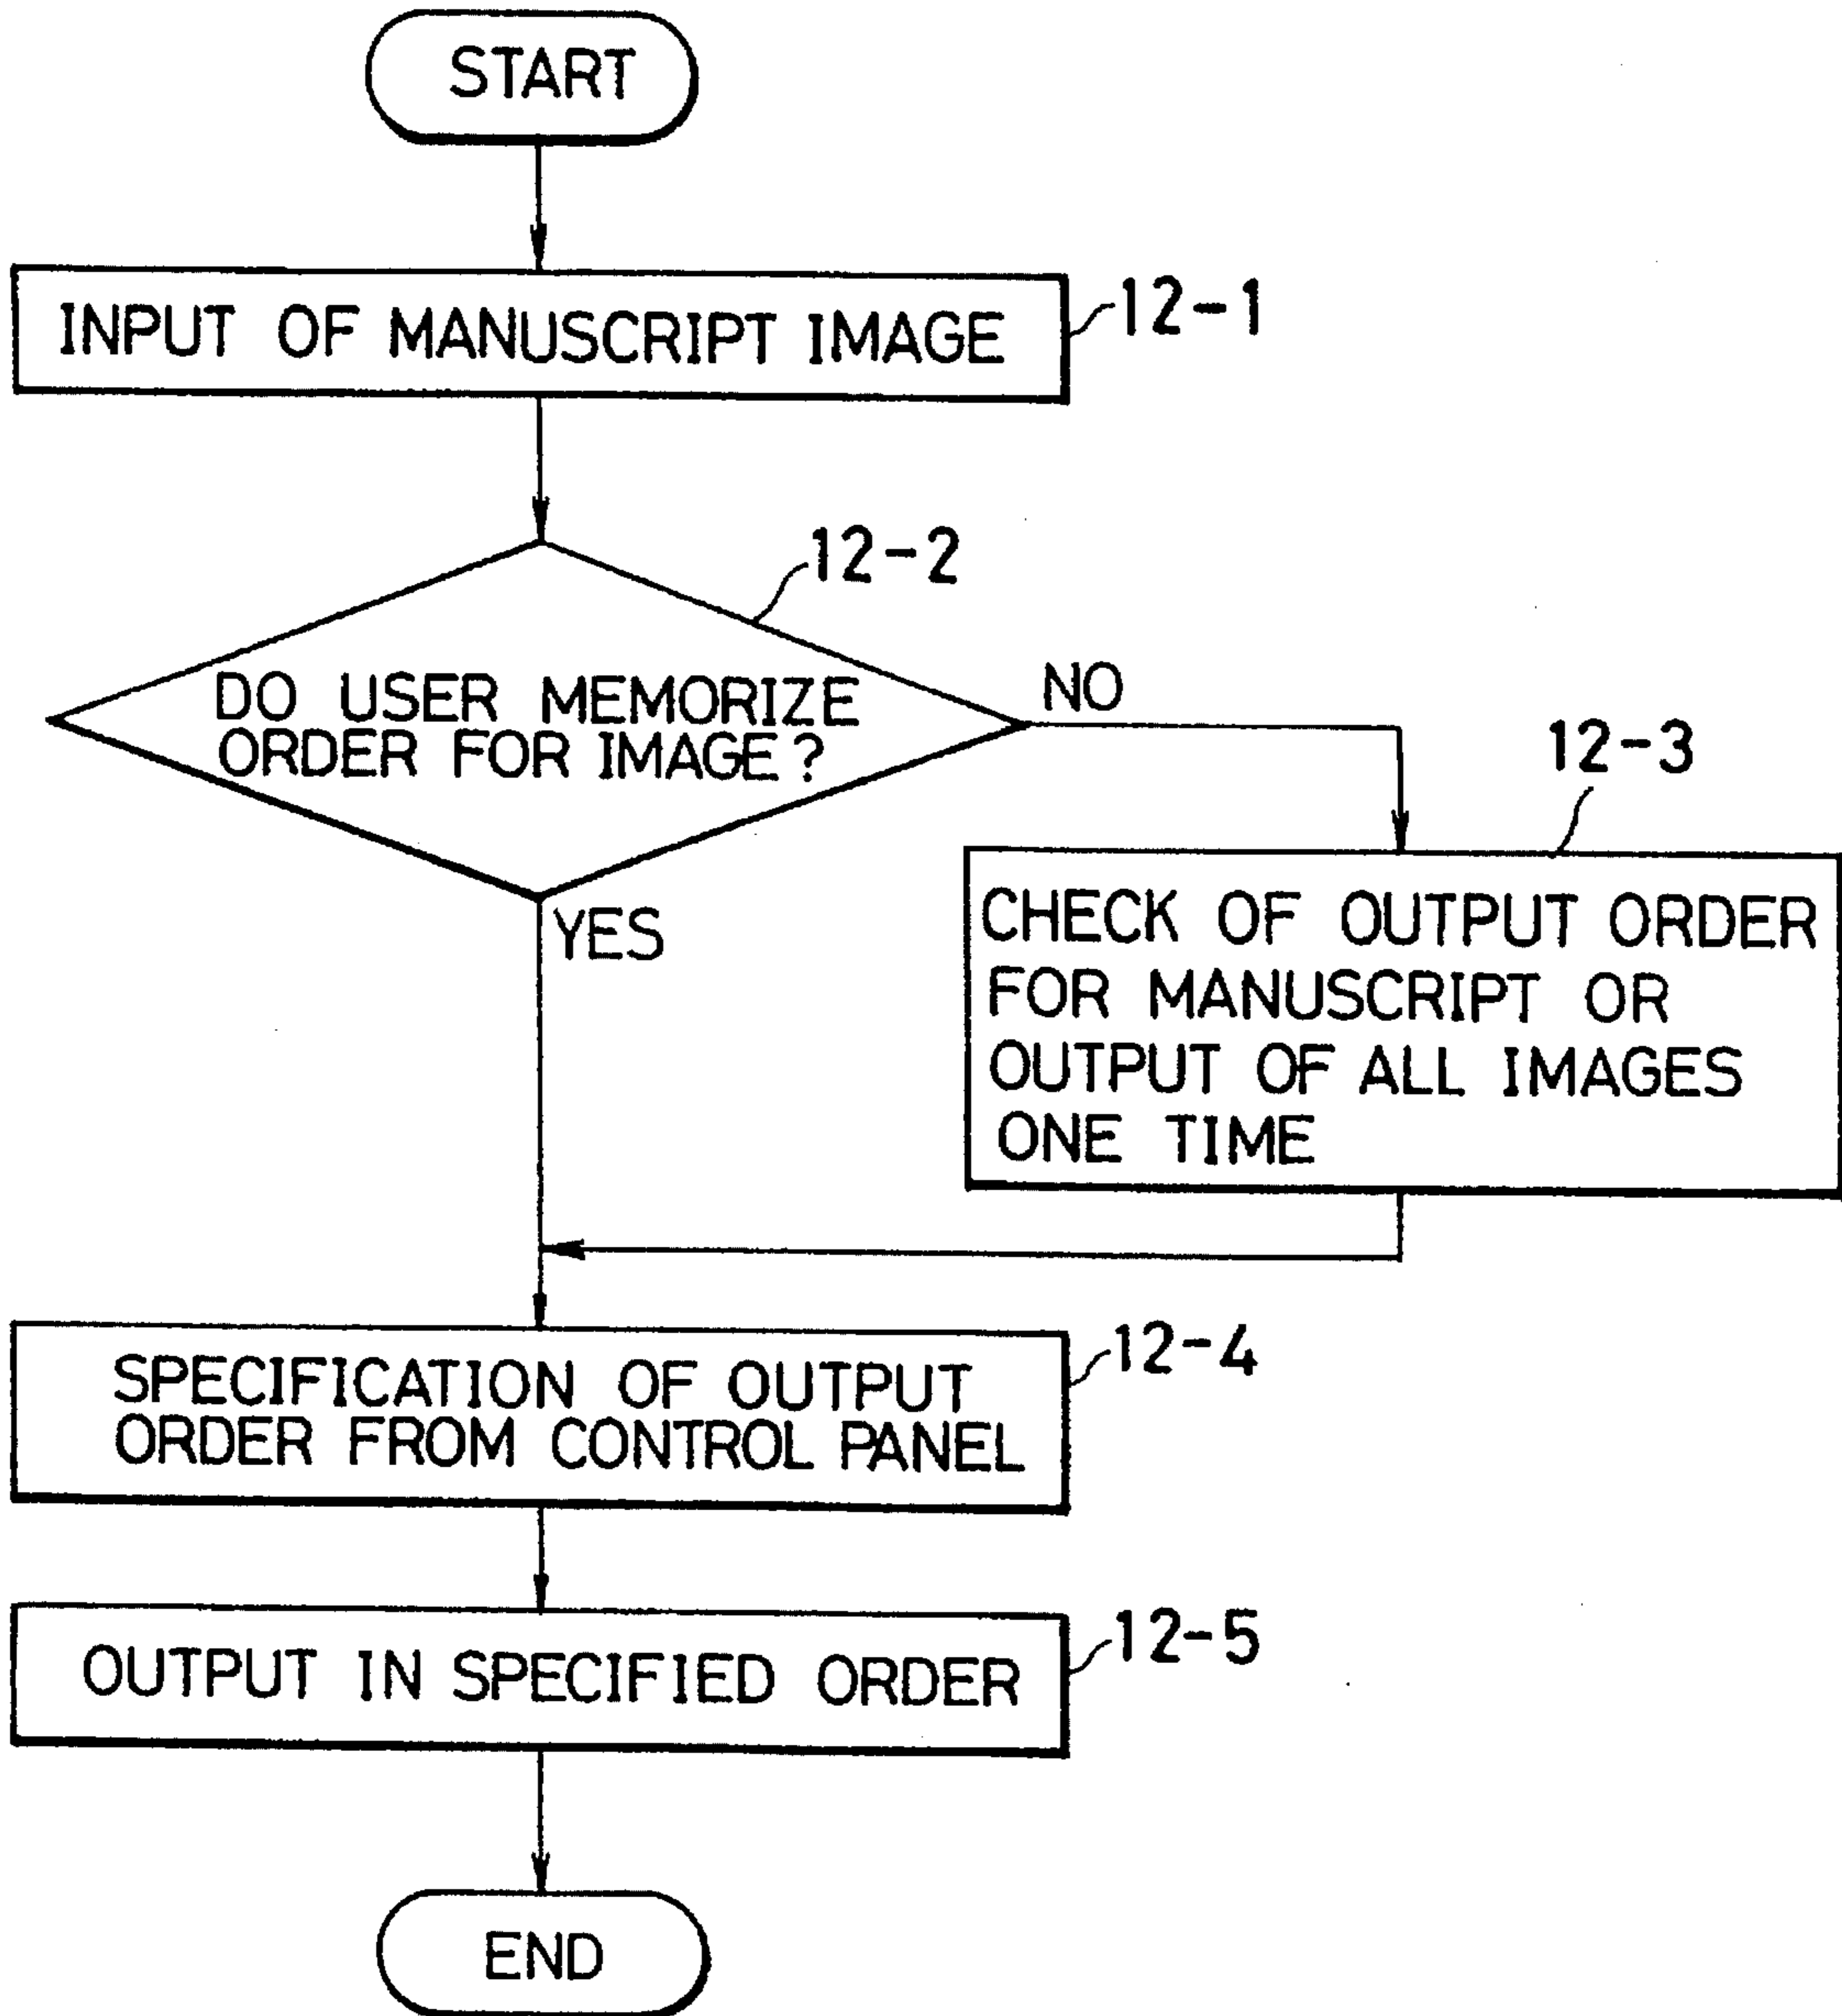 START
INPUT OF MANUSCRIPT IMAGE
12-1
12-2
DO USER MEMORIZE
ORDER FOR IMAGE?
NO
YES
12-3
CHECK OF OUTPUT ORDER
FOR MANUSCRIPT OR
OUTPUT OF ALL IMAGES
ONE TIME
SPECIFICATION OF OUTPUT
ORDER FROM CONTROL PANEL
12-4
OUTPUT IN SPECIFIED ORDER
12-5
END